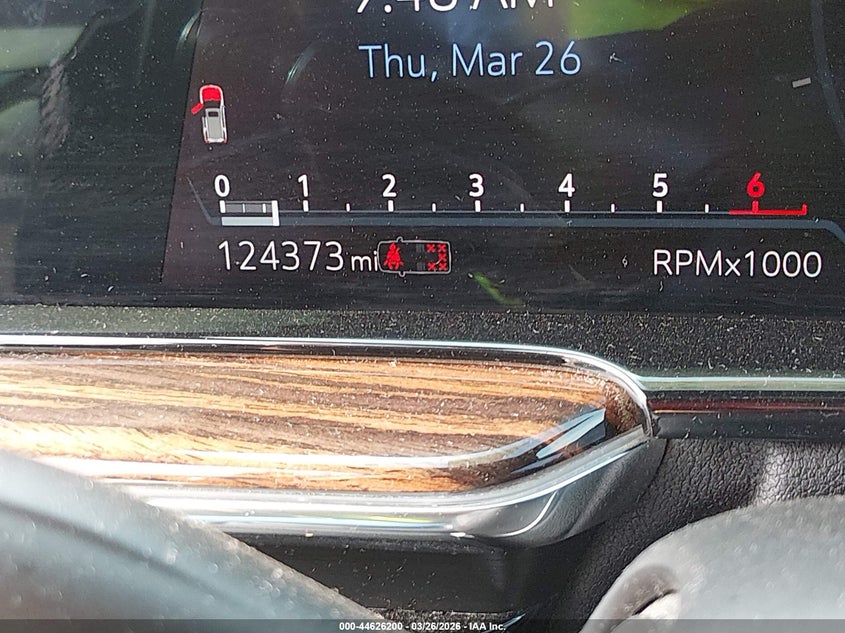 AM
Thu, Mar 26
0 1 2 3 4 5 6
124373 mi
RPMx1000
000-44626200 - 03/26/2026 - IAA Inc.